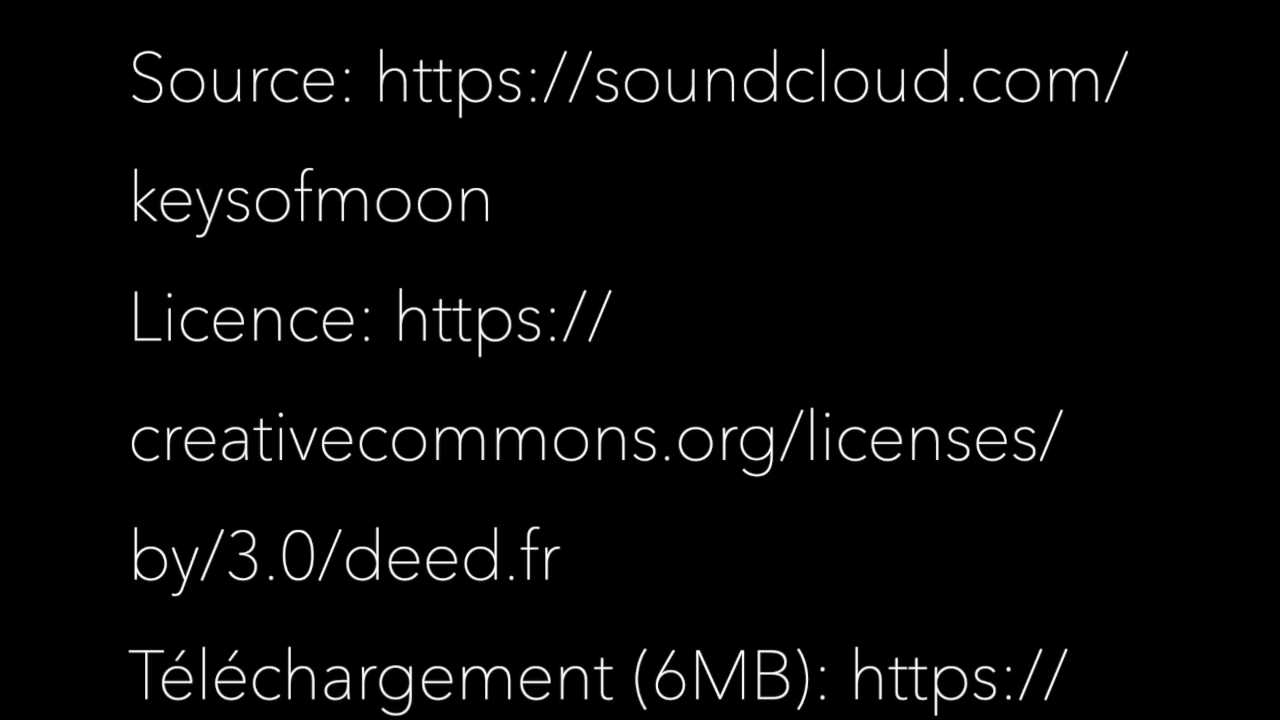 Source: https://soundcloud.com/
keysofmoon
Licence: https://
creativecommons.org/licenses/
by/3.0/deed.fr
Téléchargement (6MB): https://